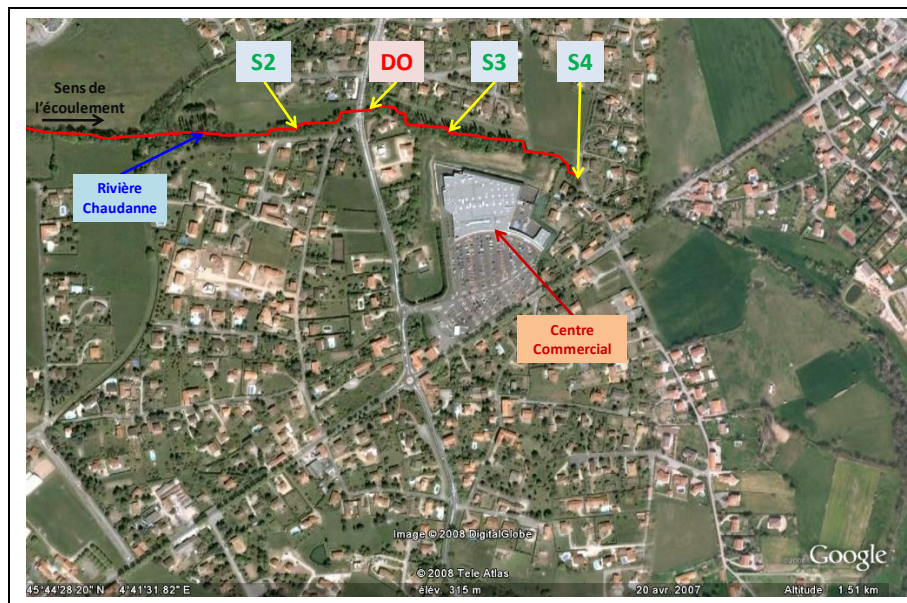 S2
DO
S3
S4
Sens de
l'écoulement
Rivière
Chaudanne
Centre
Commercial
Image © 2008 DigitalGlobe
© 2008 Tele Atlas
Google
45°44'28.20" N 4°41'31.82" E
élév. 315 m
20 avr. 2007
Altitude 1.51 km